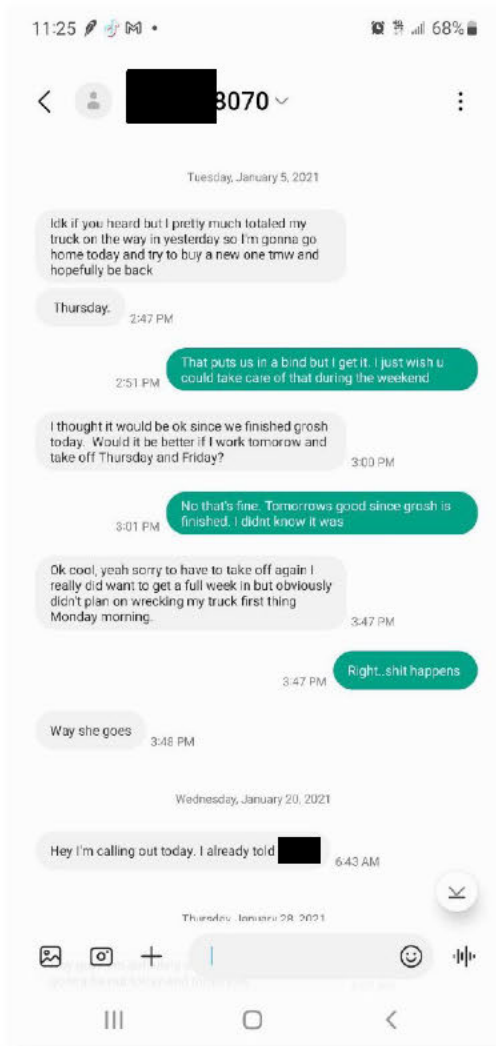 11:25
68%
8070
Tuesday, January 5, 2021
Idk if you heard but I pretty much totaled my
truck on the way in yesterday so I'm gonna go
home today and try to buy a new one tmw and
hopefully be back
Thursday.
2:47 PM
That puts us in a bind but I get it. I just wish u
could take care of that during the weekend
2:51 PM
I thought it would be ok since we finished grosh
today. Would it be better if I work tomorow and
take off Thursday and Friday?
3:00 PM
No that's fine. Tomorrows good since grosh is
finished. I didnt know it was
3:01 PM
Ok cool, yeah sorry to have to take off again I
really did want to get a full week in but obviously
didn't plan on wrecking my truck first thing
Monday morning.
3:47 PM
Right..shit happens
3:47 PM
Way she goes
3:48 PM
Wednesday, January 20, 2021
Hey I'm calling out today. I already told
6:43 AM
Thursday, January 28, 2021